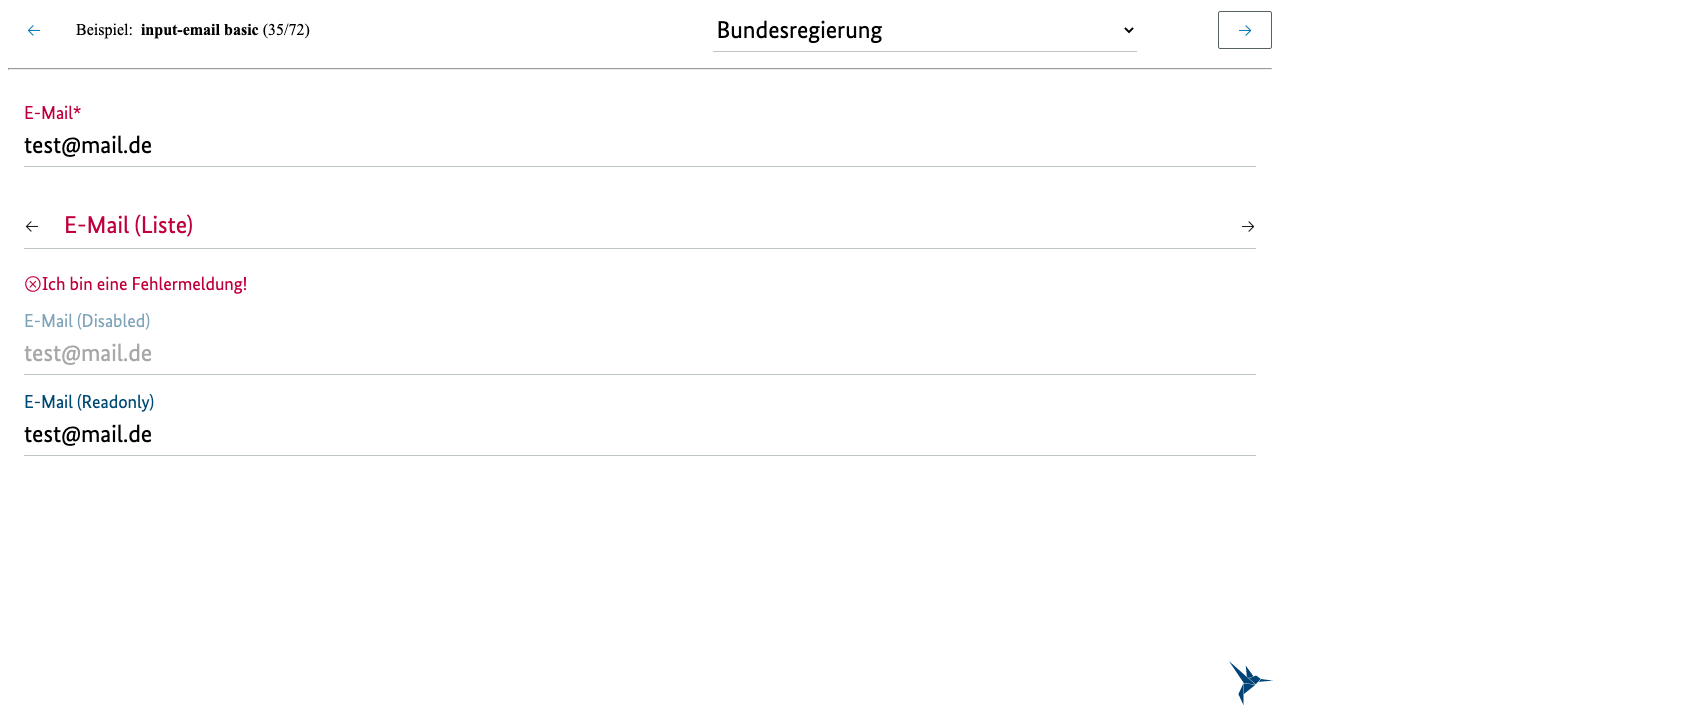 Beispiel: input-email basic (35/72)
Bundesregierung
E-Mail*
test@mail.de
E-Mail (Liste)
Ich bin eine Fehlermeldung!
E-Mail (Disabled)
test@mail.de
E-Mail (Readonly)
test@mail.de